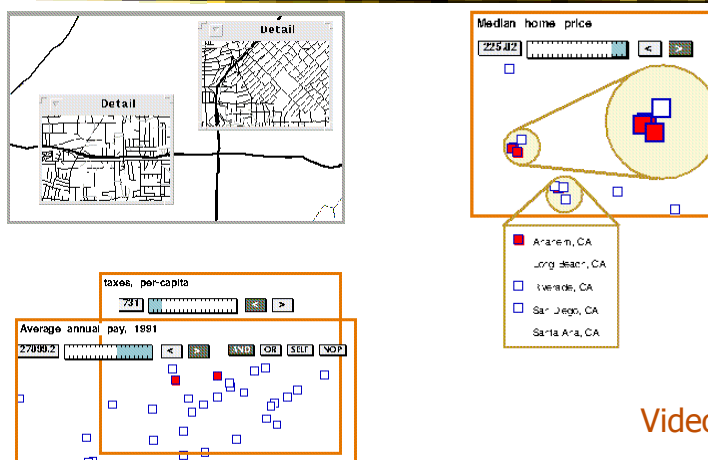 Detail
Detail
Median home price
225.02
< >
Anaheim, CA
Long Beach, CA
Riverside, CA
San Diego, CA
Santa Ana, CA
taxes, per-capita
731
< >
Average annual pay, 1991
27099.2
< >
AND OR SELF NOP
Video